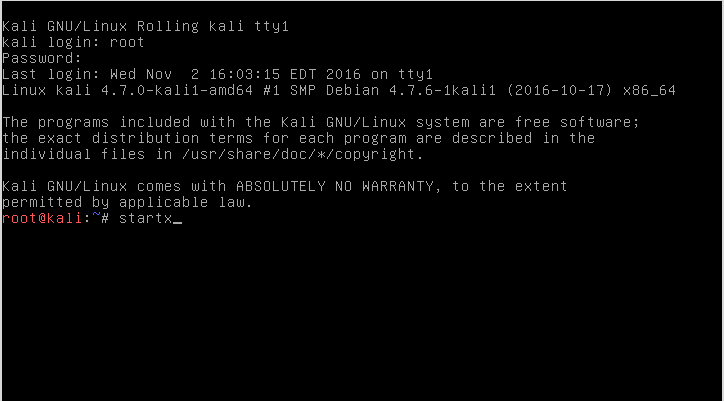 Kali GNU/Linux Rolling kali tty1
kali login: root
Password:
Last login: Wed Nov  2 16:03:15 EDT 2016 on tty1
Linux kali 4.7.0-kali1-amd64 #1 SMP Debian 4.7.6-1kali1 (2016-10-17) x86_64
The programs included with the Kali GNU/Linux system are free software;
the exact distribution terms for each program are described in the
individual files in /usr/share/doc/*/copyright.
Kali GNU/Linux comes with ABSOLUTELY NO WARRANTY, to the extent
permitted by applicable law.
root@kali:~# startx_